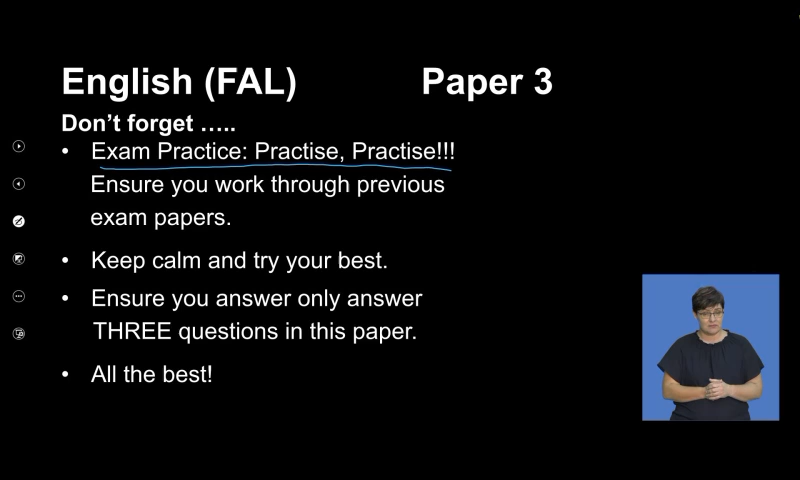 English (FAL) Paper 3
Don’t forget …..
• Exam Practice: Practise, Practise!!!
Ensure you work through previous
exam papers.
• Keep calm and try your best.
• Ensure you answer only answer
THREE questions in this paper.
• All the best!